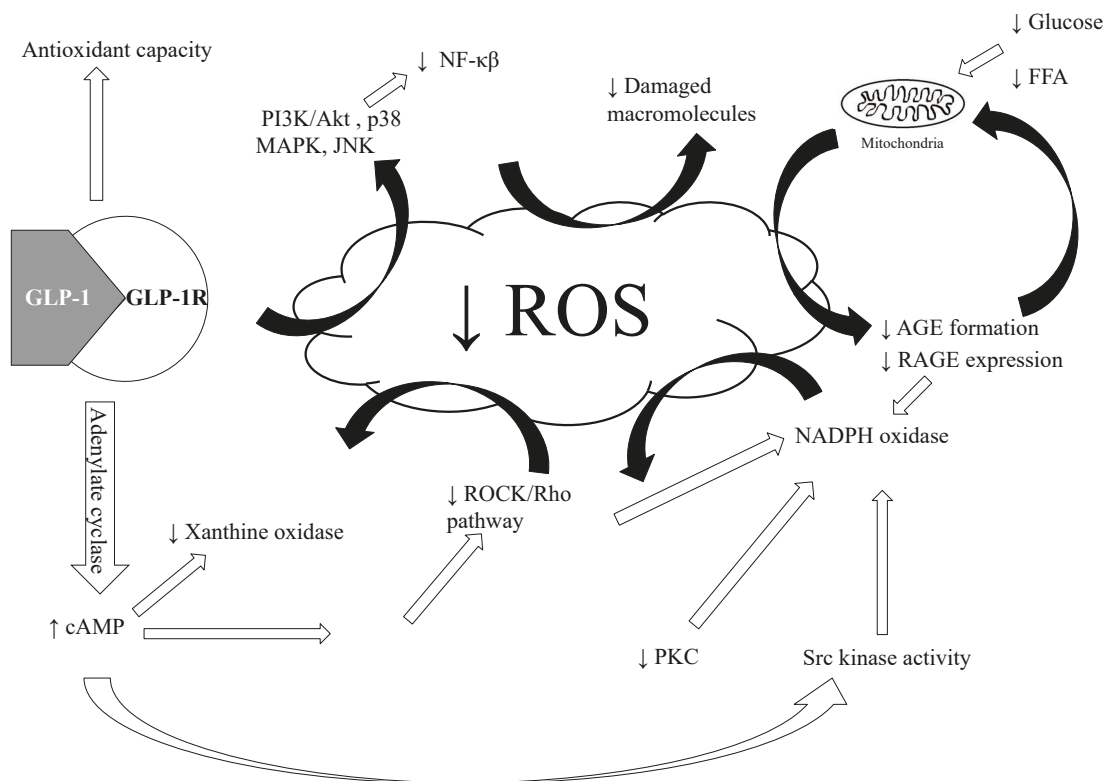 Antioxidant capacity
↓ NF-κβ
PI3K/Akt , p38
MAPK, JNK
↓ Damaged
macromolecules
↓ Glucose
↓ FFA
Mitochondria
GLP-1
GLP-1R
↓ ROS
↓ AGE formation
↓ RAGE expression
NADPH oxidase
Adenylate cyclase
↓ ROCK/Rho
pathway
↓ Xanthine oxidase
↑ cAMP
↓ PKC
Src kinase activity